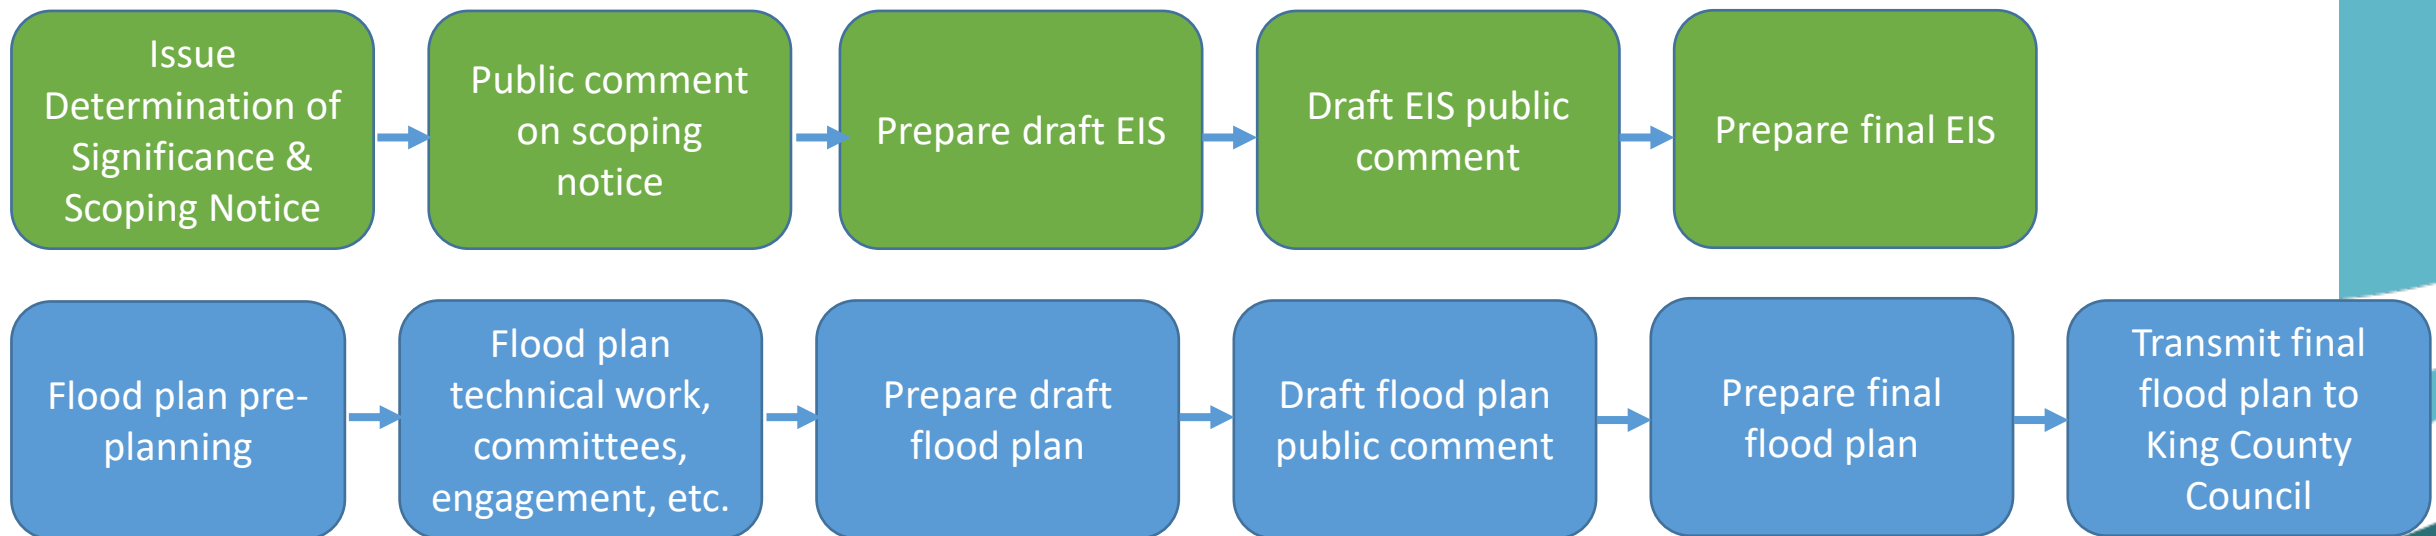 Issue
Determination of
Significance &
Scoping Notice
Public comment
on scoping
notice
Prepare draft EIS
Draft EIS public
comment
Prepare final EIS
Flood plan pre-
planning
Flood plan
technical work,
committees,
engagement, etc.
Prepare draft
flood plan
Draft flood plan
public comment
Prepare final
flood plan
Transmit final
flood plan to
King County
Council